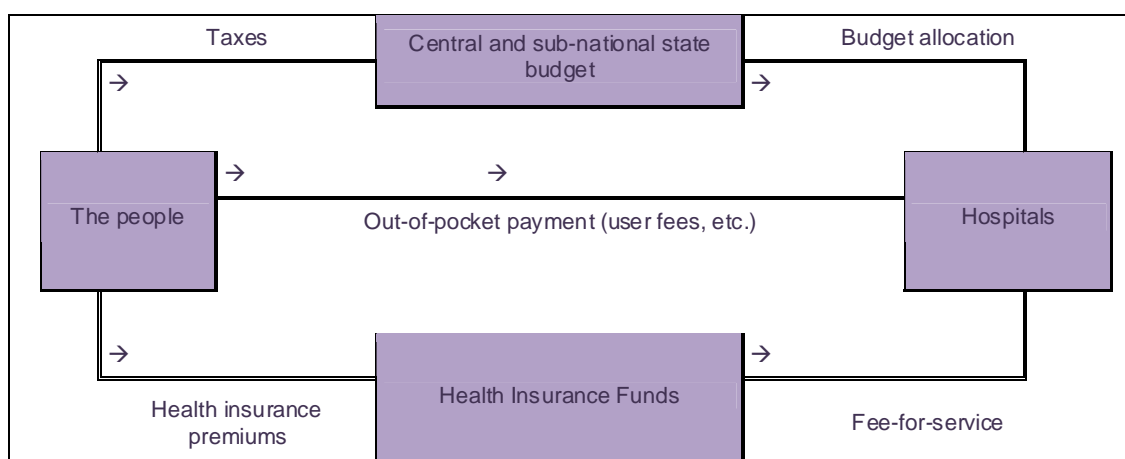 Taxes
Central and sub-national state
budget
Budget allocation
→
→
→
→
The people
Out-of-pocket payment (user fees, etc.)
Hospitals
→
→
Health insurance
premiums
Health Insurance Funds
Fee-for-service